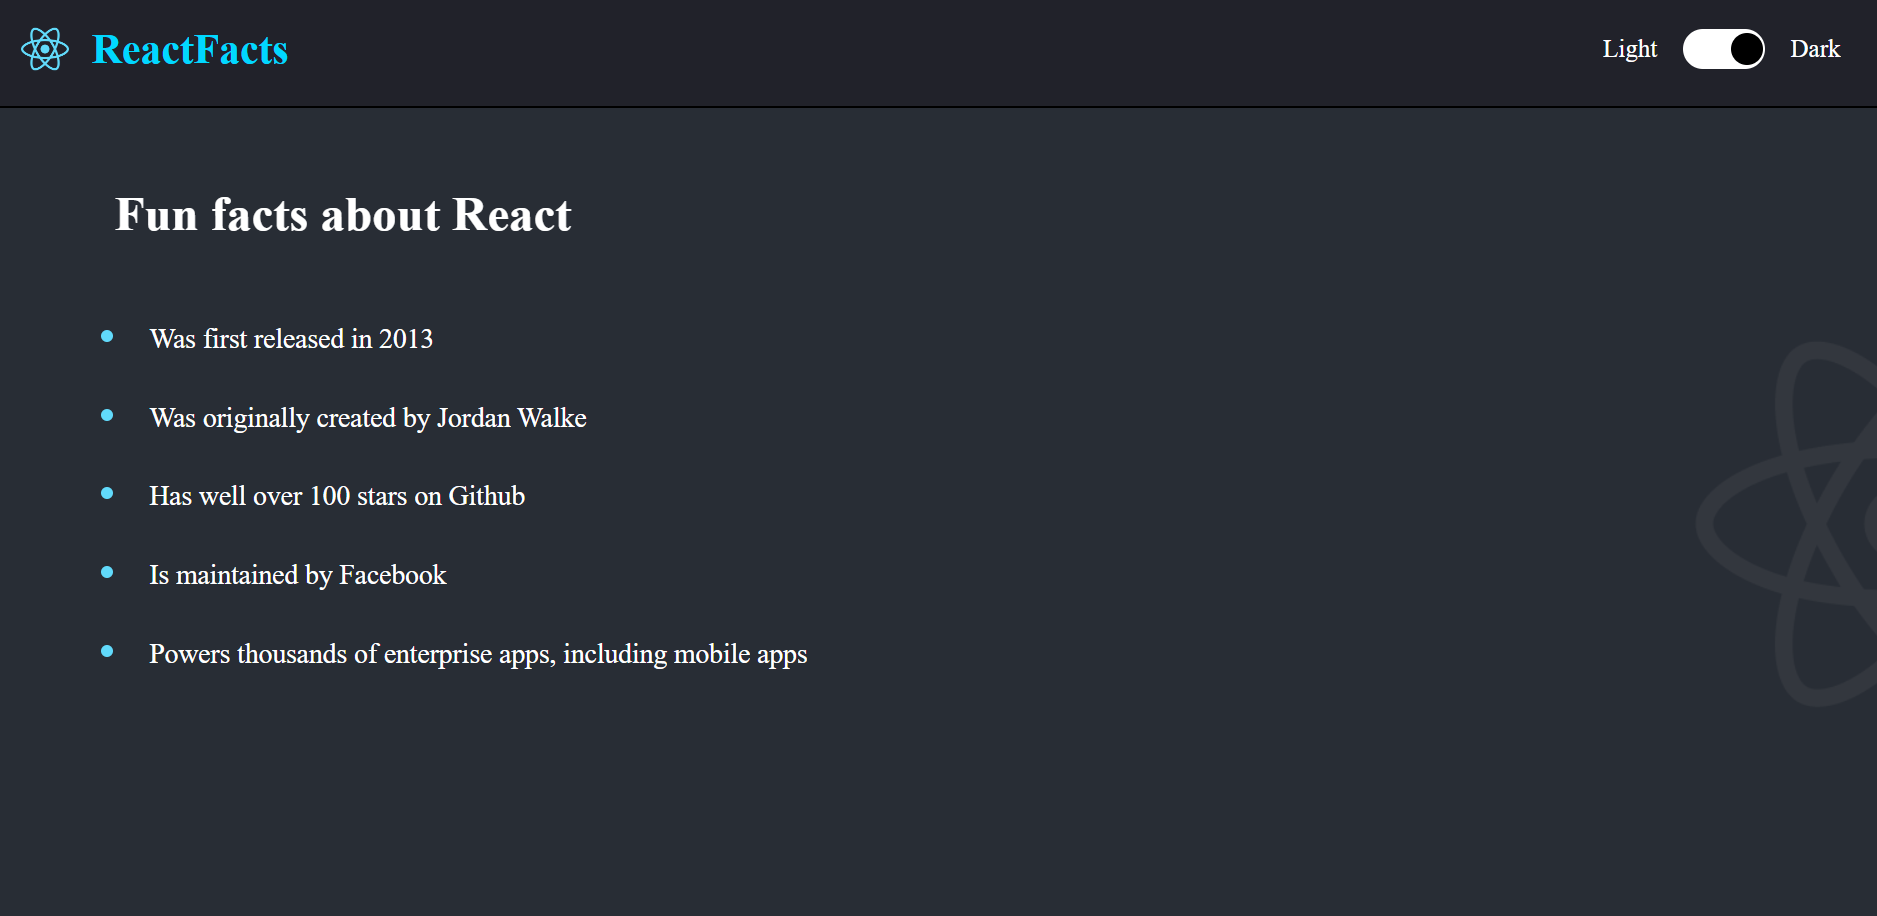 ReactFacts
Light
Dark
Fun facts about React
Was first released in 2013
Was originally created by Jordan Walke
Has well over 100 stars on Github
Is maintained by Facebook
Powers thousands of enterprise apps, including mobile apps